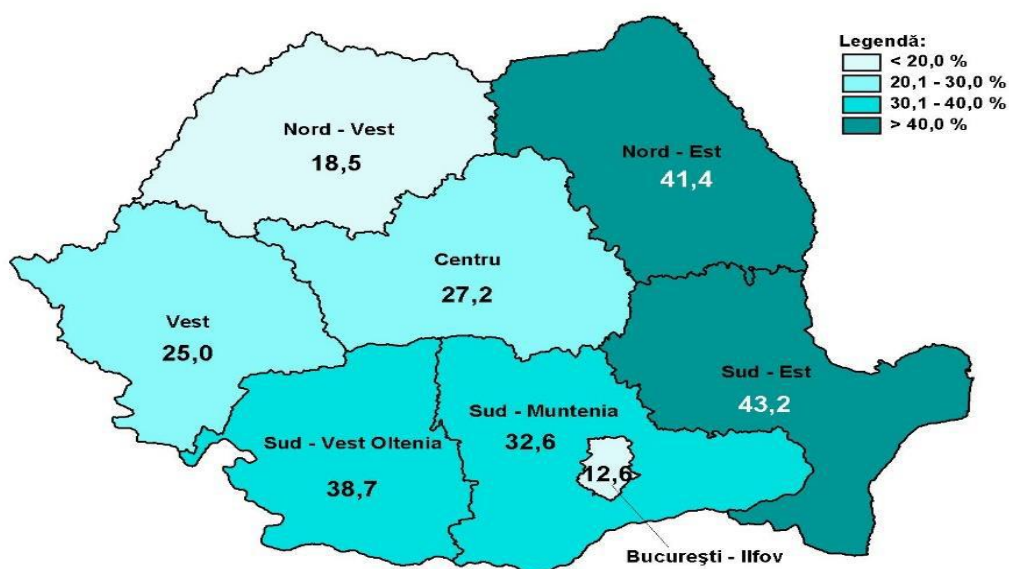 Legendă:
< 20,0 %
20,1 - 30,0 %
30,1 - 40,0 %
> 40,0 %
Nord - Vest
18,5
Nord - Est
41,4
Centru
27,2
Vest
25,0
Sud - Est
43,2
Sud - Muntenia
32,6
Sud - Vest Oltenia
38,7
12,6
Bucureşti - Ilfov